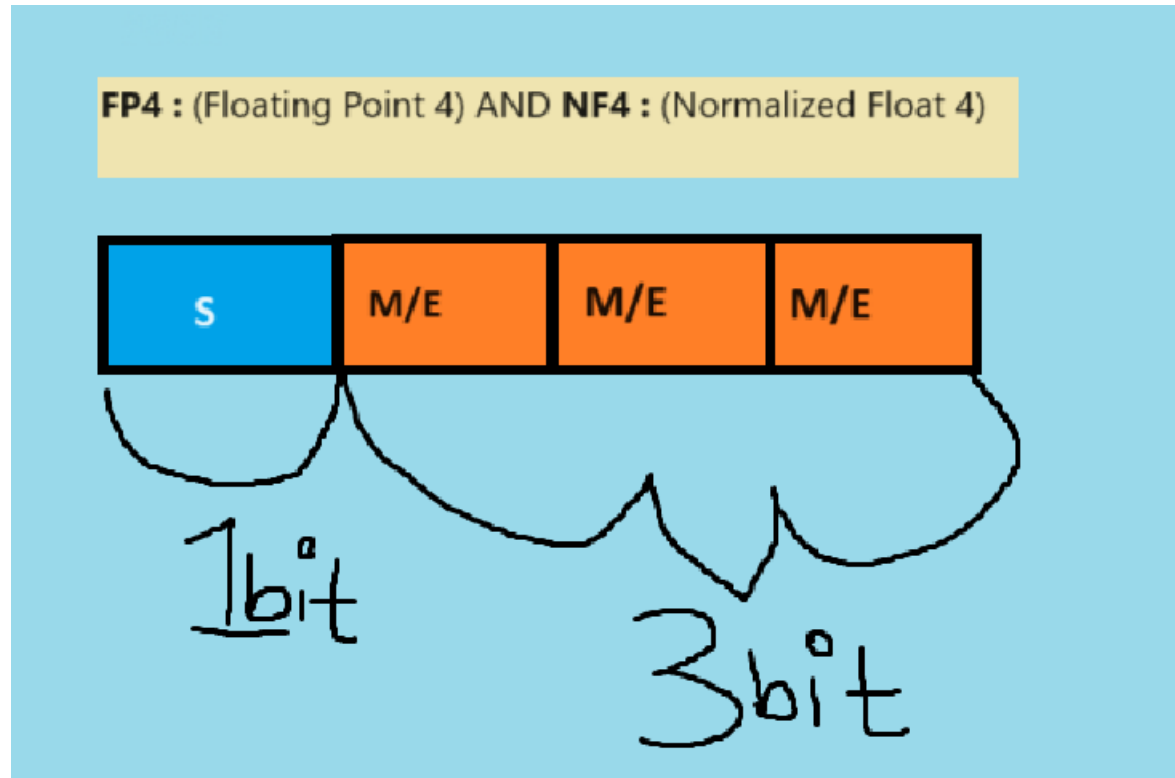 FP4 : (Floating Point 4) AND NF4 : (Normalized Float 4)
S M/E M/E M/E
1bit 3bit